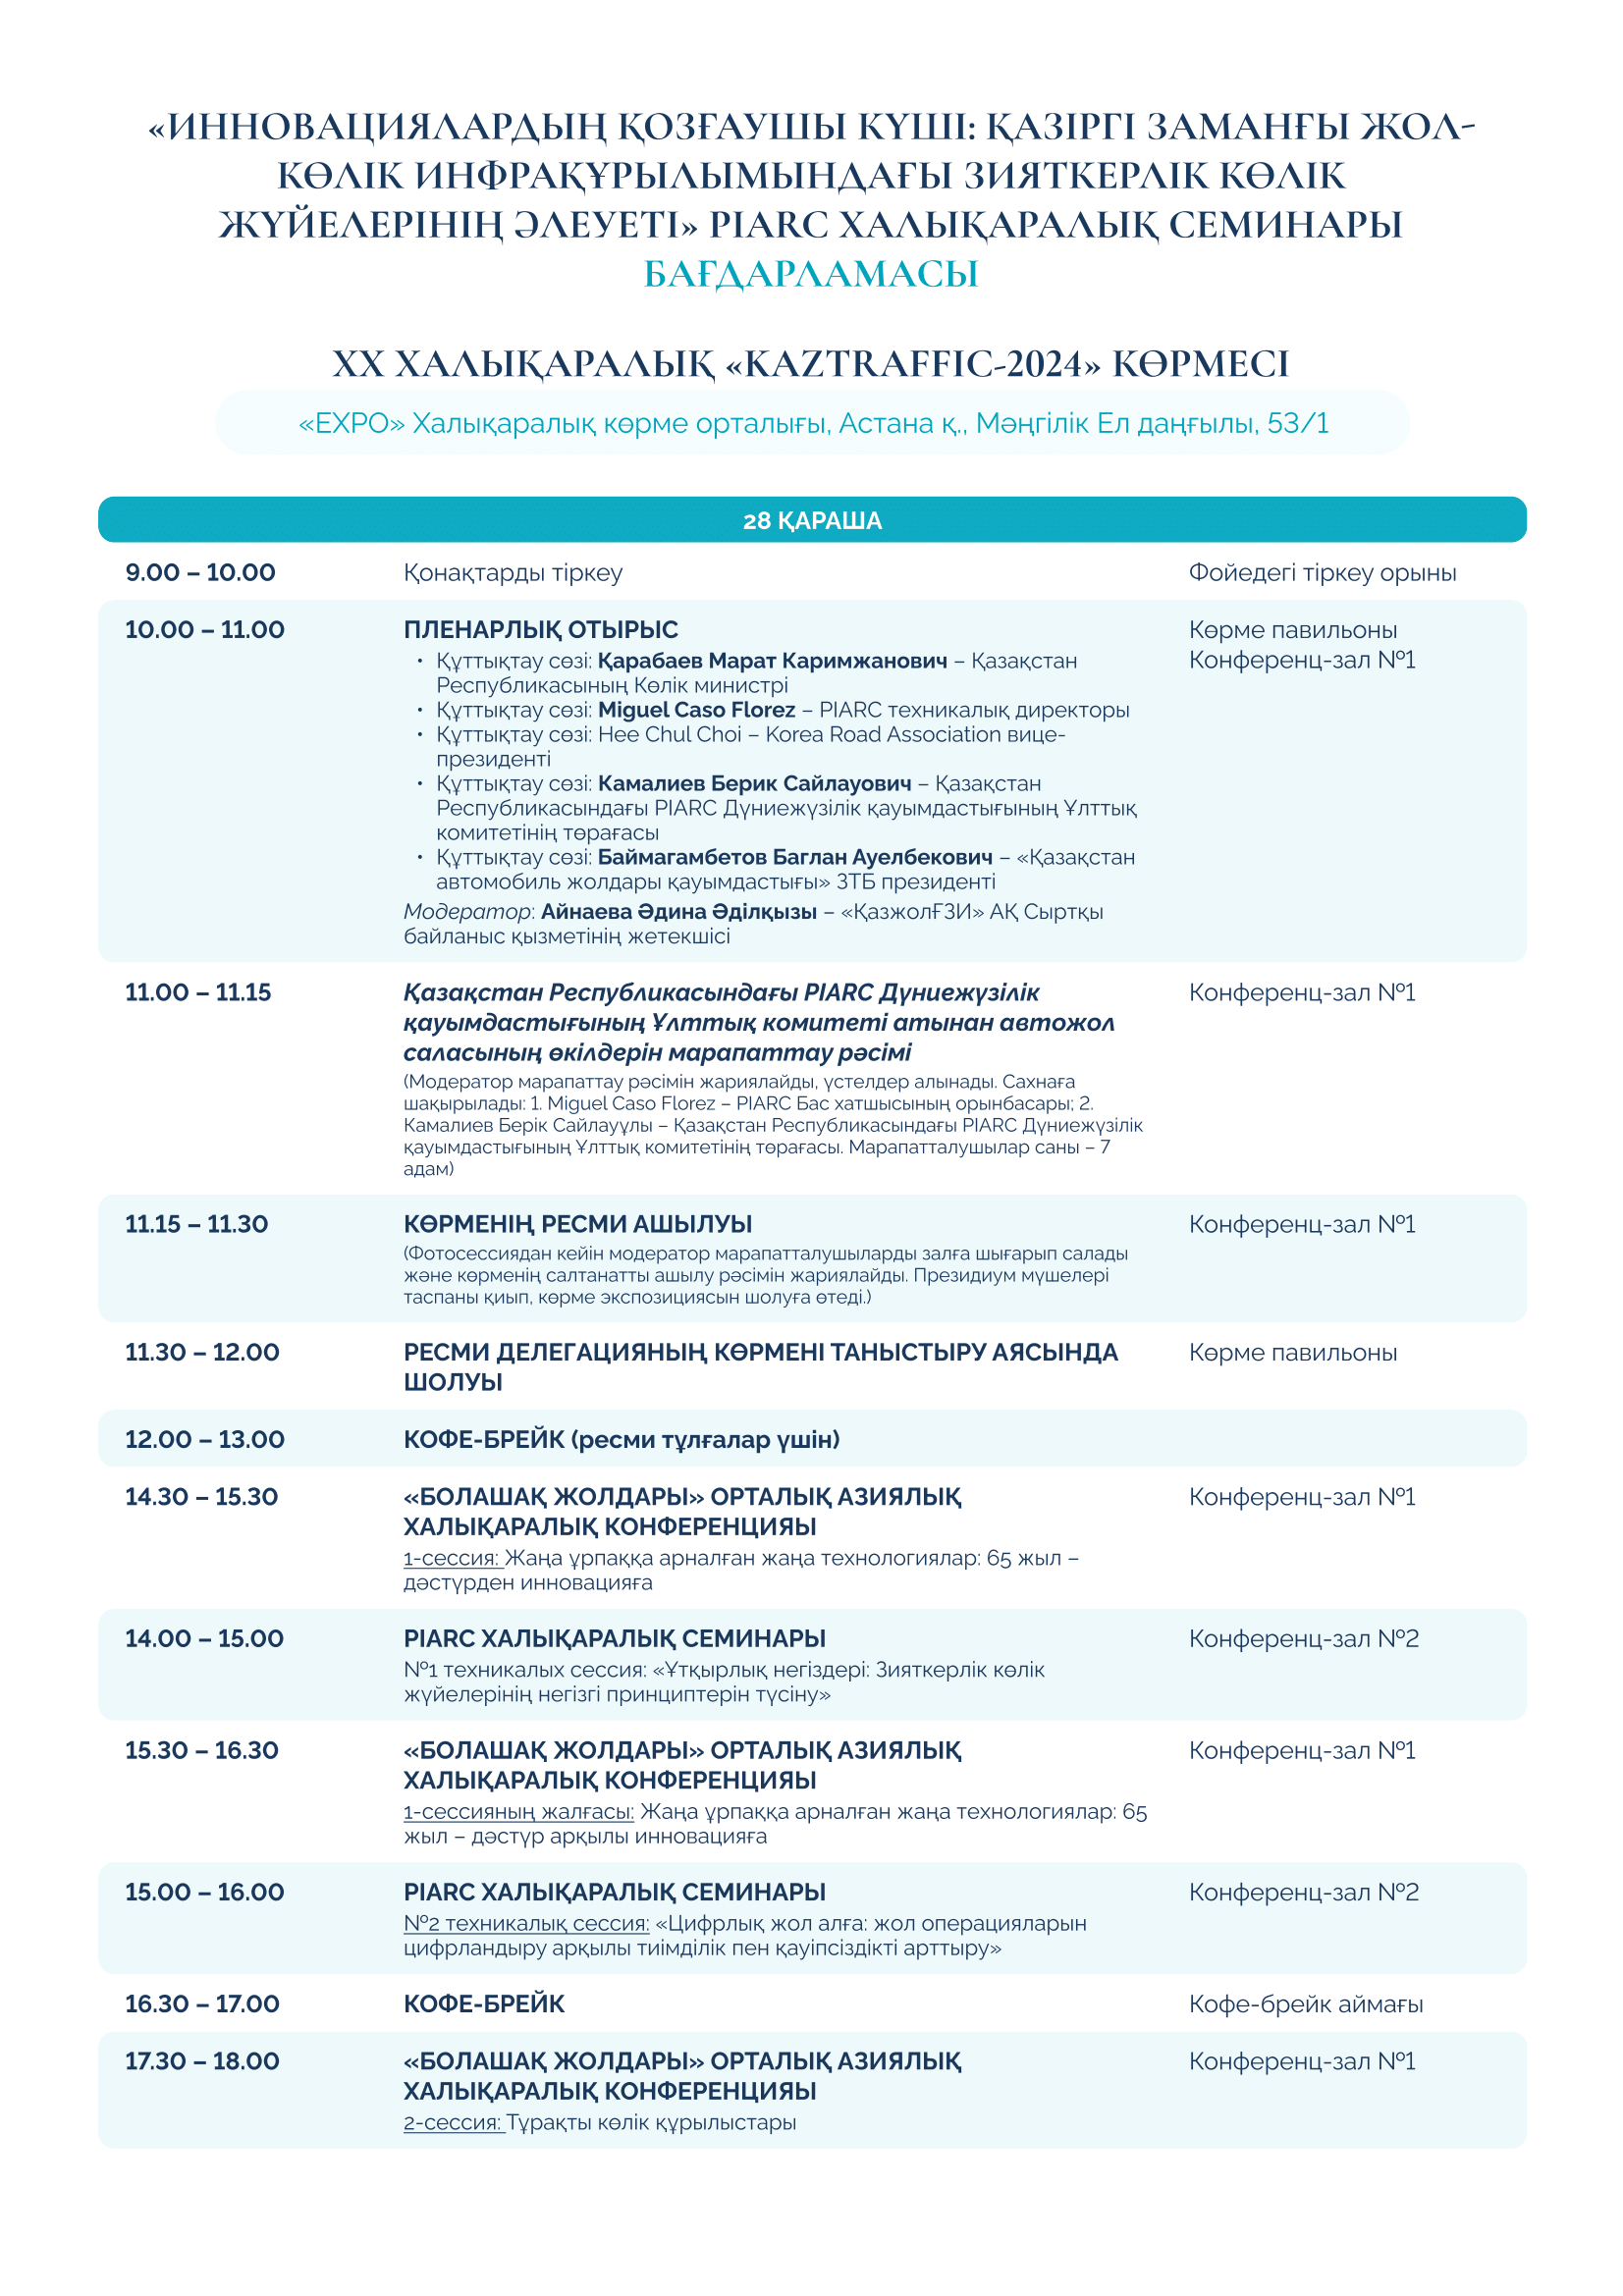 «ИННОВАЦИЯЛАРДЫҢ ҚОЗҒАУШЫ КҮШІ: ҚАЗІРГІ ЗАМАНҒЫ ЖОЛ-
КӨЛІК ИНФРАҚҰРЫЛЫМЫНДАҒЫ ЗИЯТКЕРЛІК КӨЛІК
ЖҮЙЕЛЕРІНІҢ ӘЛЕУЕТІ» PIARC ХАЛЫҚАРАЛЫҚ СЕМИНАРЫ
БАҒДАРЛАМАСЫ
XX ХАЛЫҚАРАЛЫҚ «KAZTRAFFIC-2024» КӨРМЕСІ
«EXPO» Халықаралық көрме орталығы, Астана қ., Мәңгілік Ел даңғылы, 53/1
28 ҚАРАША
9.00 – 10.00 Қонақтарды тіркеу Фойедегі тіркеу орыны
10.00 – 11.00 ПЛЕНАРЛЫҚ ОТЫРЫС Көрме павильоны
Конференц-зал №1
• Құттықтау сөзі: Қарабаев Марат Каримжанович – Қазақстан
Республикасының Көлік министрі
• Құттықтау сөзі: Miguel Caso Florez – PIARC техникалық директоры
• Құттықтау сөзі: Hee Chul Choi – Korea Road Association вице-
президенті
• Құттықтау сөзі: Камалиев Берик Сайлауович – Қазақстан
Республикасындағы PIARC Дүниежүзілік қауымдастығының Ұлттық
комитетінің төрағасы
• Құттықтау сөзі: Баймагамбетов Баглан Ауелбекович – «Қазақстан
автомобиль жолдары қауымдастығы» ЗТБ президенті
Модератор: Айнаева Әдина Әділқызы – «ҚазжолҒЗИ» АҚ Сыртқы
байланыс қызметінің жетекшісі
11.00 – 11.15 Қазақстан Республикасындағы PIARC Дүниежүзілік Конференц-зал №1
қауымдастығының Ұлттық комитеті атынан автожол
саласының өкілдерін марапаттау рәсімі
(Модератор марапаттау рәсімін жариялайды, үстелдер алынады. Сахнаға
шақырылады: 1. Miguel Caso Florez – PIARC Бас хатшысының орынбасары; 2.
Камалиев Берік Сайлауұлы – Қазақстан Республикасындағы PIARC Дүниежүзілік
қауымдастығының Ұлттық комитетінің төрағасы. Марапатталушылар саны – 7
адам)
11.15 – 11.30 КӨРМЕНІҢ РЕСМИ АШЫЛУЫ Конференц-зал №1
(Фотосессиядан кейін модератор марапатталушыларды залға шығарып салады
және көрменің салтанатты ашылу рәсімін жариялайды. Президиум мүшелері
таспаны қиып, көрме экспозициясын шолуға өтеді.)
11.30 – 12.00 РЕСМИ ДЕЛЕГАЦИЯНЫҢ КӨРМЕНІ ТАНЫСТЫРУ АЯСЫНДА Көрме павильоны
ШОЛУЫ
12.00 – 13.00 КОФЕ-БРЕЙК (ресми тұлғалар үшін)
14.30 – 15.30 «БОЛАШАҚ ЖОЛДАРЫ» ОРТАЛЫҚ АЗИЯЛЫҚ Конференц-зал №1
ХАЛЫҚАРАЛЫҚ КОНФЕРЕНЦИЯЫ
1-сессия: Жаңа ұрпаққа арналған жаңа технологиялар: 65 жыл –
дәстүрден инновацияға
14.00 – 15.00 PIARC ХАЛЫҚАРАЛЫҚ СЕМИНАРЫ Конференц-зал №2
№1 техникалых сессия: «Ұтқырлық негіздері: Зияткерлік көлік
жүйелерінің негізгі принциптерін түсіну»
15.30 – 16.30 «БОЛАШАҚ ЖОЛДАРЫ» ОРТАЛЫҚ АЗИЯЛЫҚ Конференц-зал №1
ХАЛЫҚАРАЛЫҚ КОНФЕРЕНЦИЯЫ
1-сессияның жалғасы: Жаңа ұрпаққа арналған жаңа технологиялар: 65
жыл – дәстүр арқылы инновацияға
15.00 – 16.00 PIARC ХАЛЫҚАРАЛЫҚ СЕМИНАРЫ Конференц-зал №2
№2 техникалық сессия: «Цифрлық жол алға: жол операцияларын
цифрландыру арқылы тиімділік пен қауіпсіздікті арттыру»
16.30 – 17.00 КОФЕ-БРЕЙК Кофе-брейк аймағы
17.30 – 18.00 «БОЛАШАҚ ЖОЛДАРЫ» ОРТАЛЫҚ АЗИЯЛЫҚ Конференц-зал №1
ХАЛЫҚАРАЛЫҚ КОНФЕРЕНЦИЯЫ
2-сессия: Тұрақты көлік құрылыстары